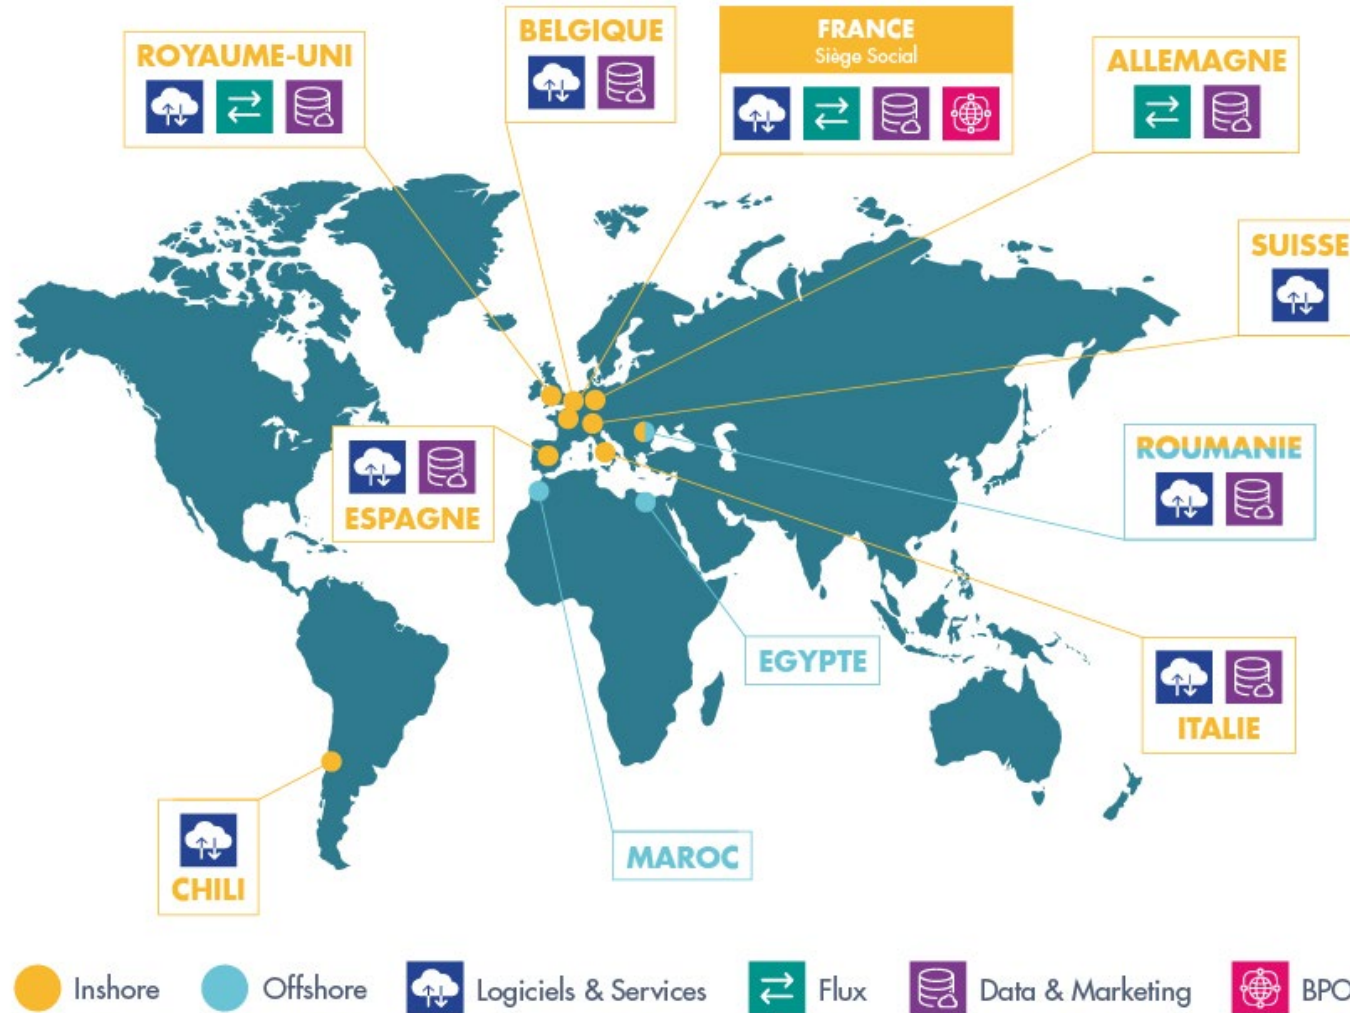 ROYAUME-UNI
BELGIQUE
FRANCE
Siège Social
ALLEMAGNE
SUISSE
ESPAGNE
ROUMANIE
EGYPTE
ITALIE
MAROC
CHILI
Inshore
Offshore
Logiciels & Services
Flux
Data & Marketing
BPO